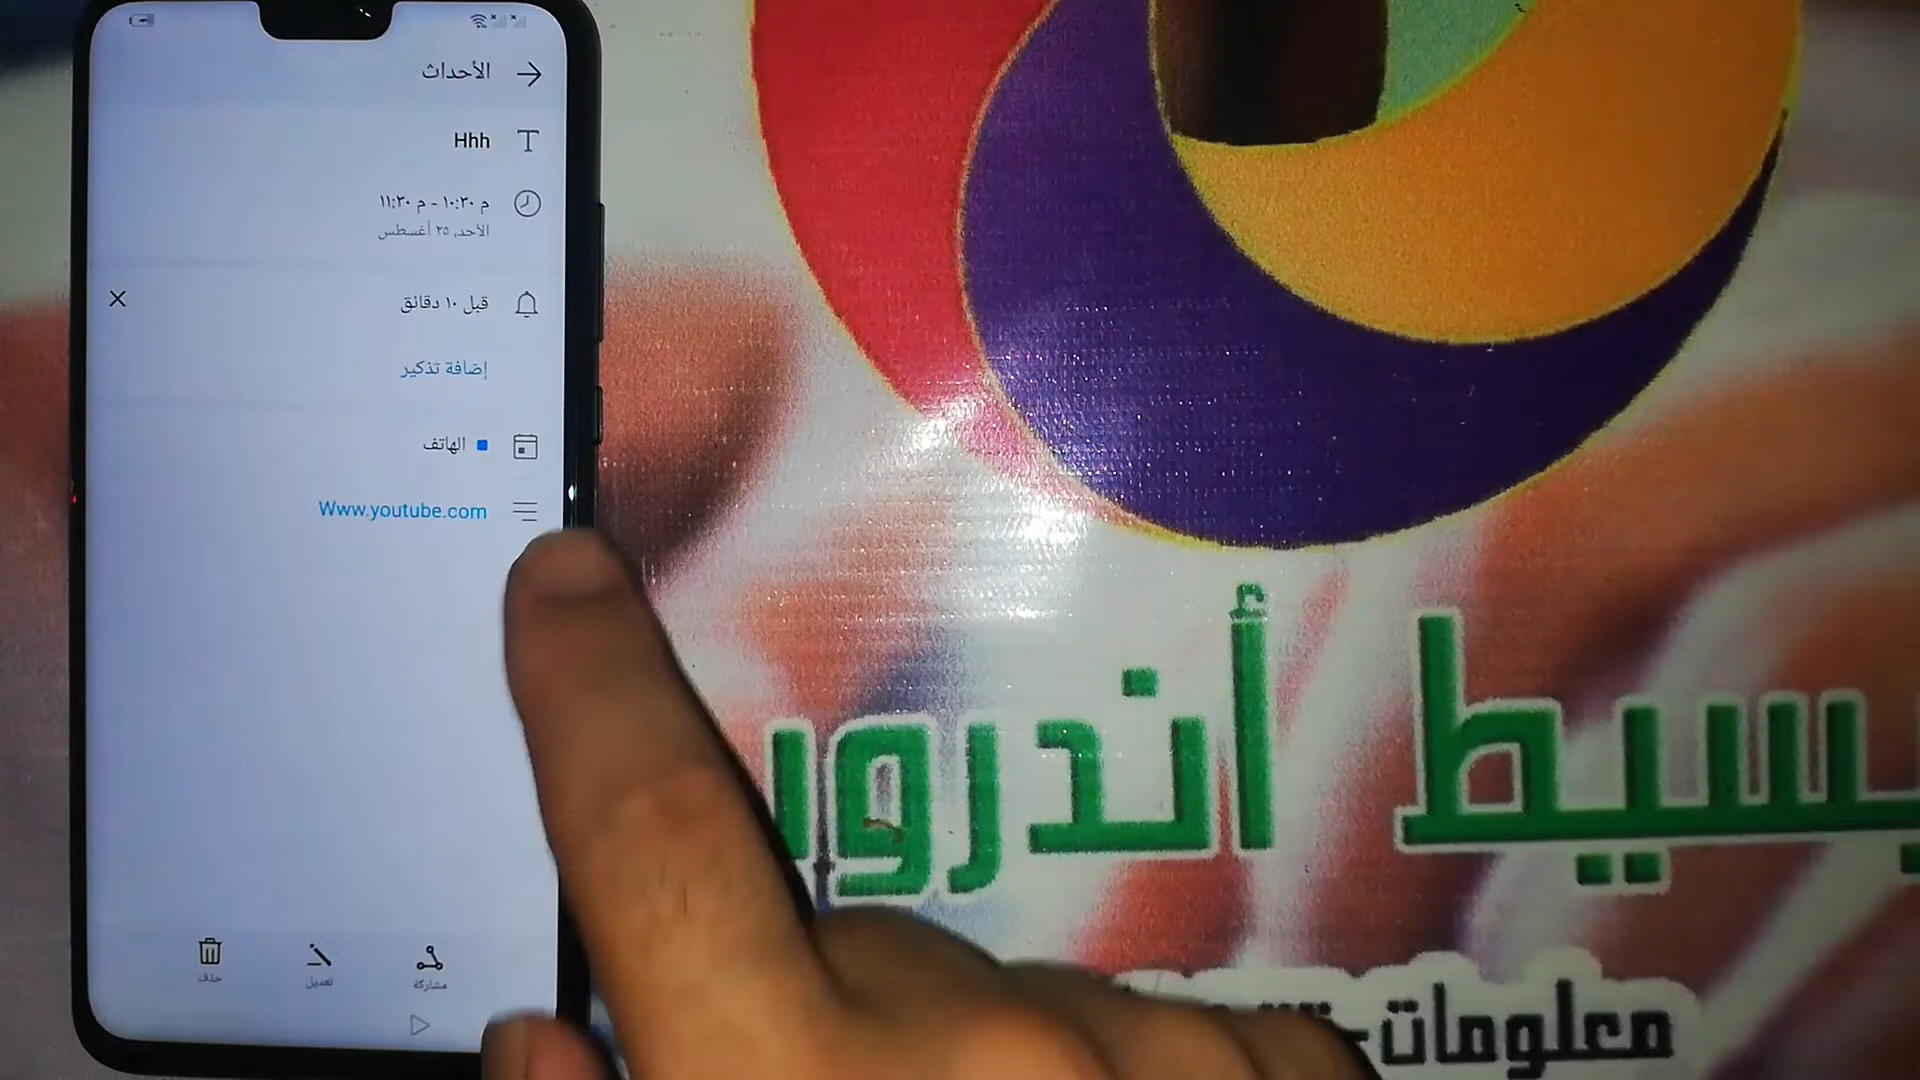 الأحداث
Hhh
م ١٠:٣٠ - م ١١:٣٠
الأحد, ٢٥ أغسطس
قبل ١٠ دقائق
إضافة تذكير
الهاتف
Www.youtube.com
مشاركة
تعديل
حذف
بسيط أندرويد
معلومات